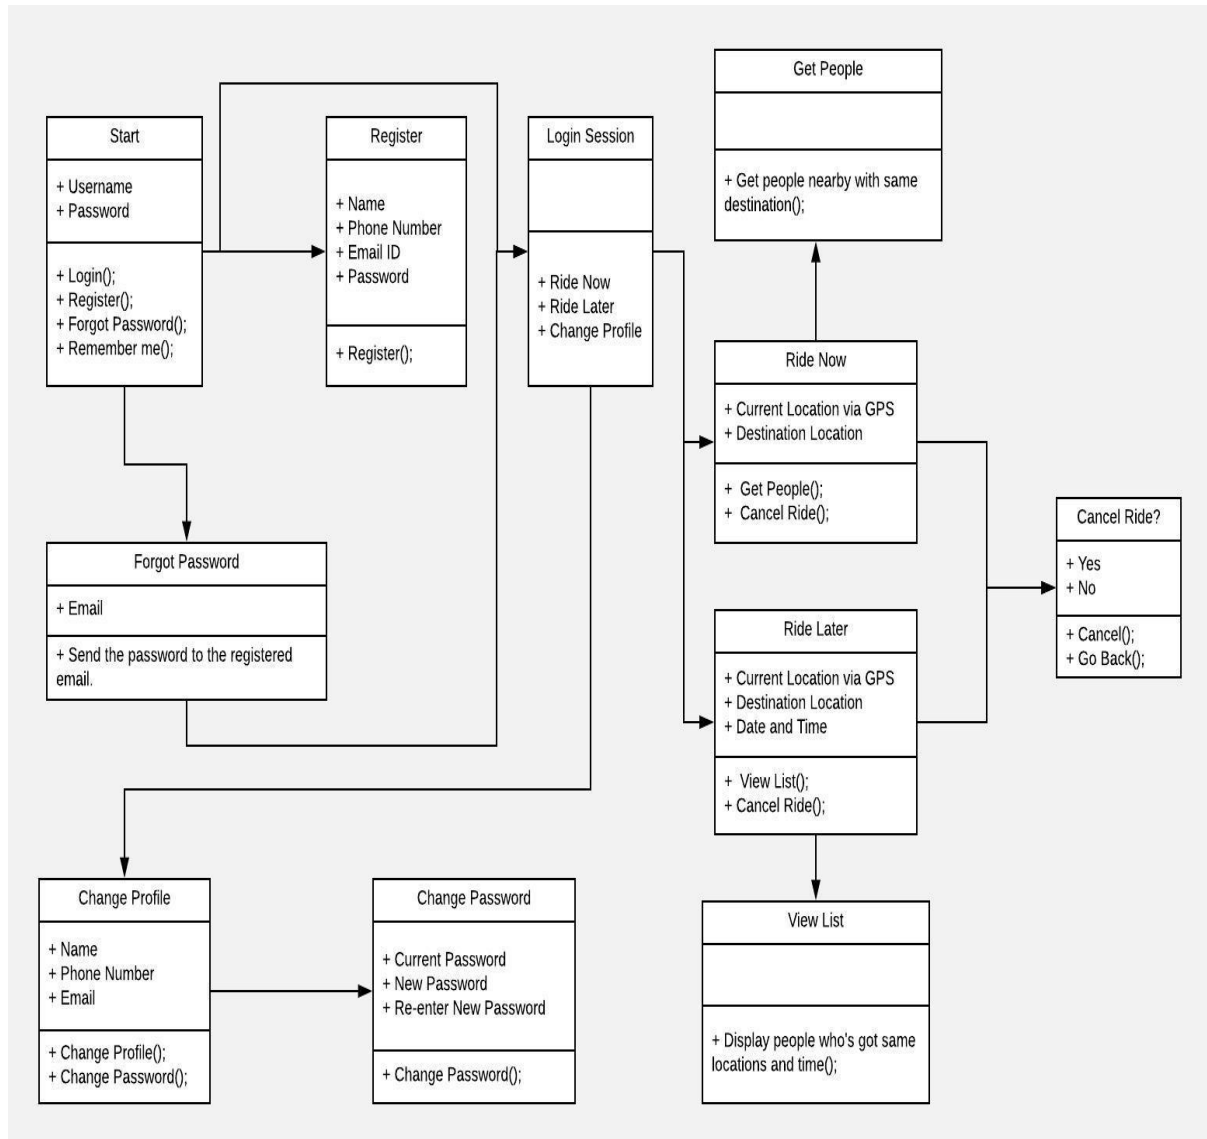 Start
+ Username
+ Password
+ Login();
+ Register();
+ Forgot Password();
+ Remember me();
Register
+ Name
+ Phone Number
+ Email ID
+ Password
+ Register();
Login Session
+ Ride Now
+ Ride Later
+ Change Profile
Get People
+ Get people nearby with same
destination();
Ride Now
+ Current Location via GPS
+ Destination Location
+ Get People();
+ Cancel Ride();
Cancel Ride?
+ Yes
+ No
+ Cancel();
+ Go Back();
Forgot Password
+ Email
+ Send the password to the registered
email.
Ride Later
+ Current Location via GPS
+ Destination Location
+ Date and Time
+ View List();
+ Cancel Ride();
Change Profile
+ Name
+ Phone Number
+ Email
+ Change Profile();
+ Change Password();
Change Password
+ Current Password
+ New Password
+ Re-enter New Password
+ Change Password();
View List
+ Display people who's got same
locations and time();